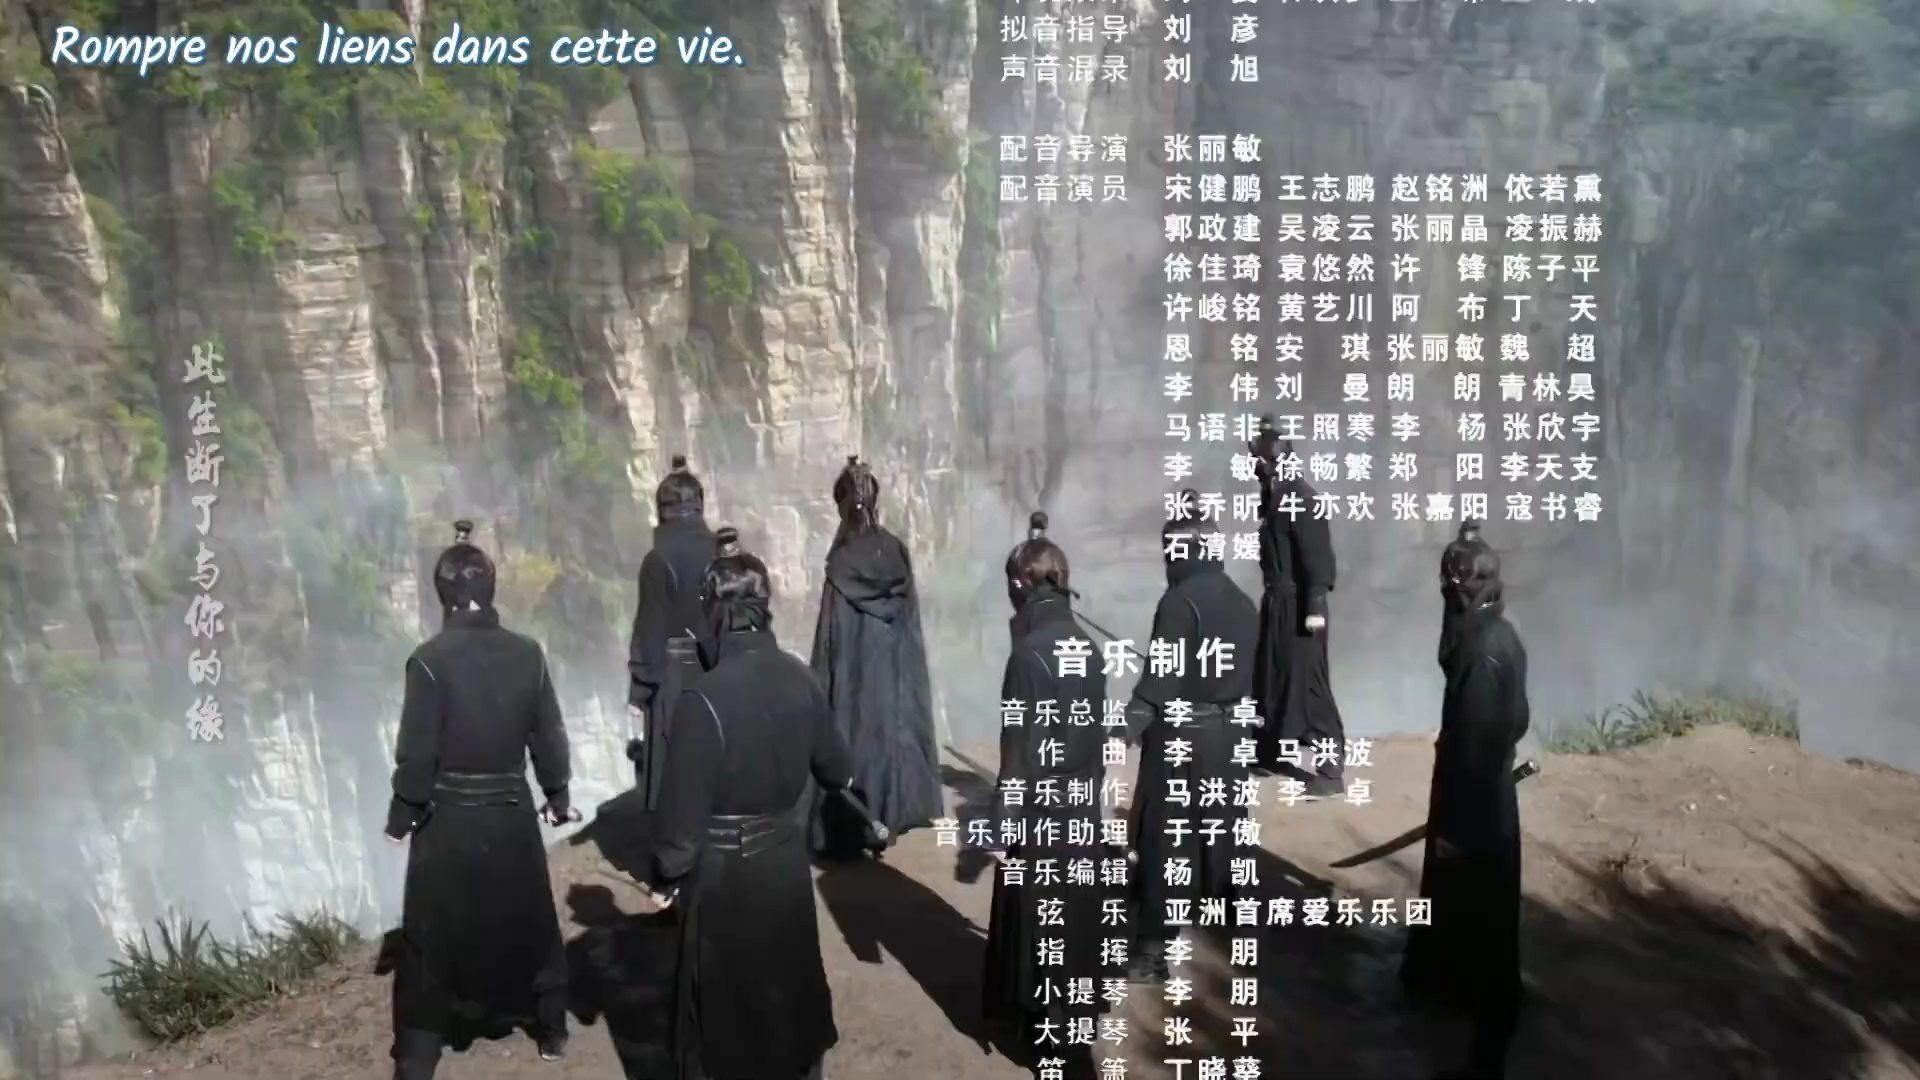 Rompre nos liens dans cette vie.
此生断了与你的缘
拟音指导 刘 彦
声音混录 刘 旭
配音导演 张丽敏
配音演员 宋健鹏 王志鹏 赵铭洲 依若熏
郭政建 吴凌云 张丽晶 凌振赫
徐佳琦 袁悠然 许 锋 陈子平
许峻铭 黄艺川 阿 布 丁 天
恩 铭 安 琪 张丽敏 魏 超
李 伟 刘 曼 朗 朗 青林昊
马语非 王照寒 李 杨 张欣宇
李 敏 徐畅繁 郑 阳 李天支
张乔昕 牛亦欢 张嘉阳 寇书睿
石清媛
音乐制作
音乐总监 李 卓
作 曲 李 卓 马洪波
音乐制作 马洪波 李 卓
音乐制作助理 于子傲
音乐编辑 杨 凯
弦 乐 亚洲首席爱乐乐团
指 挥 李 朋
小提琴 李 朋
大提琴 张 平
笛 箫 丁晓葵